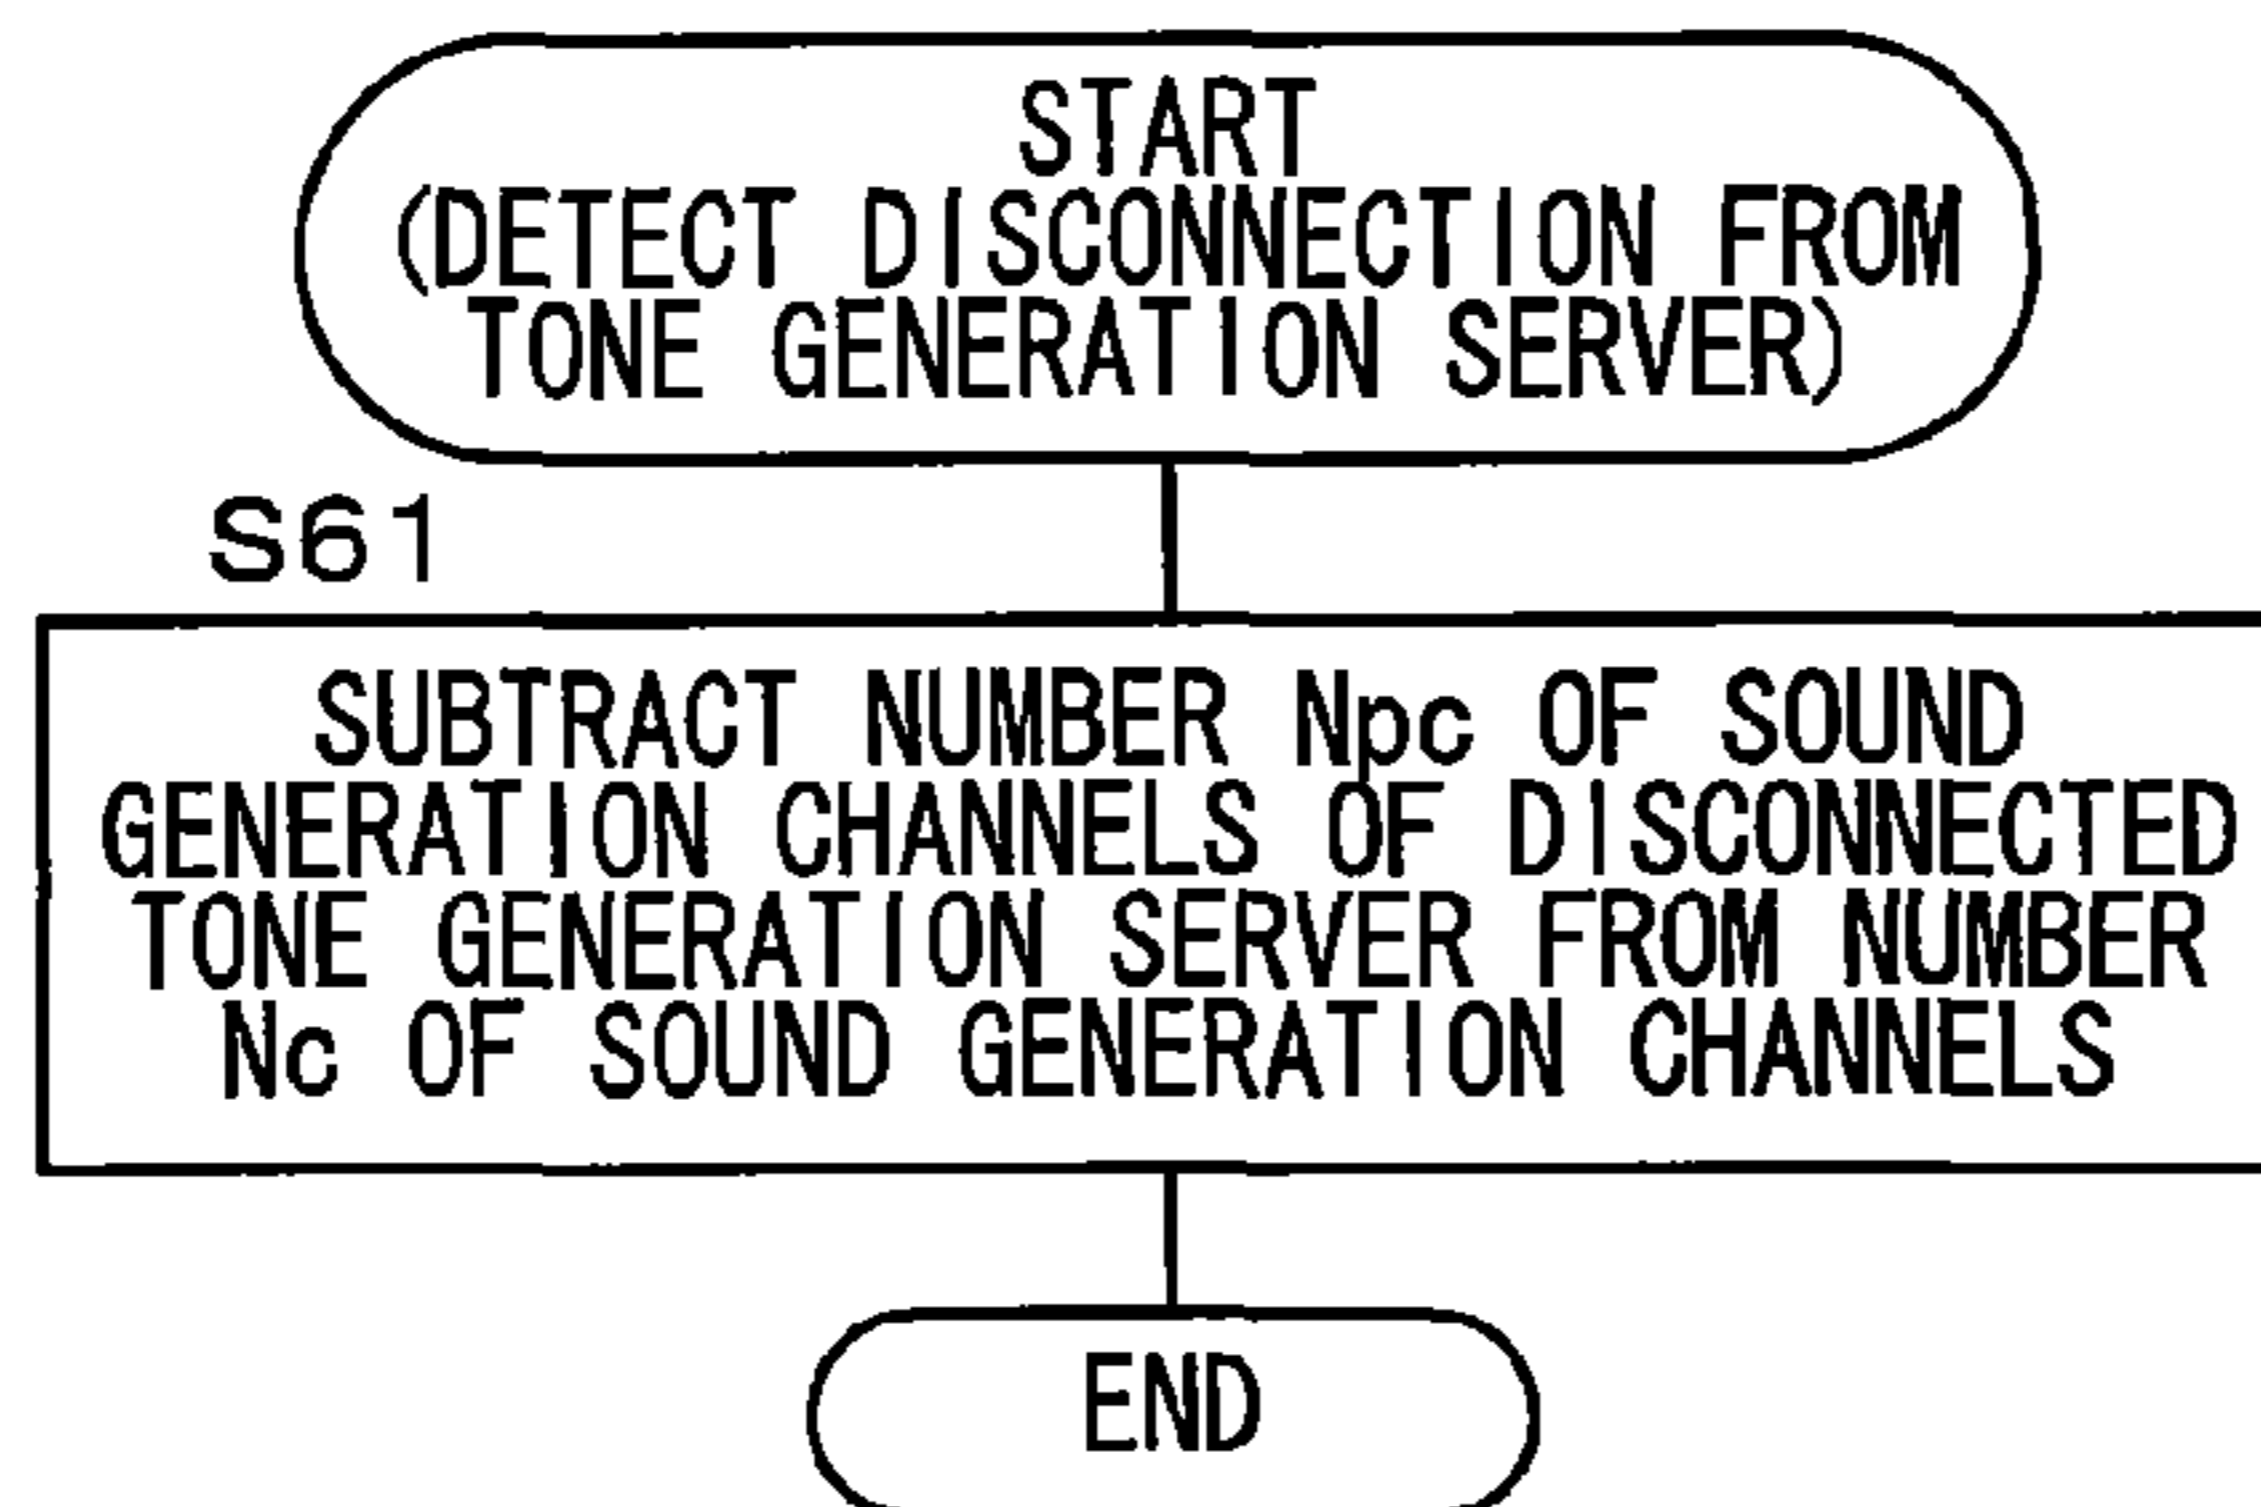 START
(DETECT DISCONNECTION FROM
TONE GENERATION SERVER)
S61
SUBTRACT NUMBER Npc OF SOUND
GENERATION CHANNELS OF DISCONNECTED
TONE GENERATION SERVER FROM NUMBER
Nc OF SOUND GENERATION CHANNELS
END